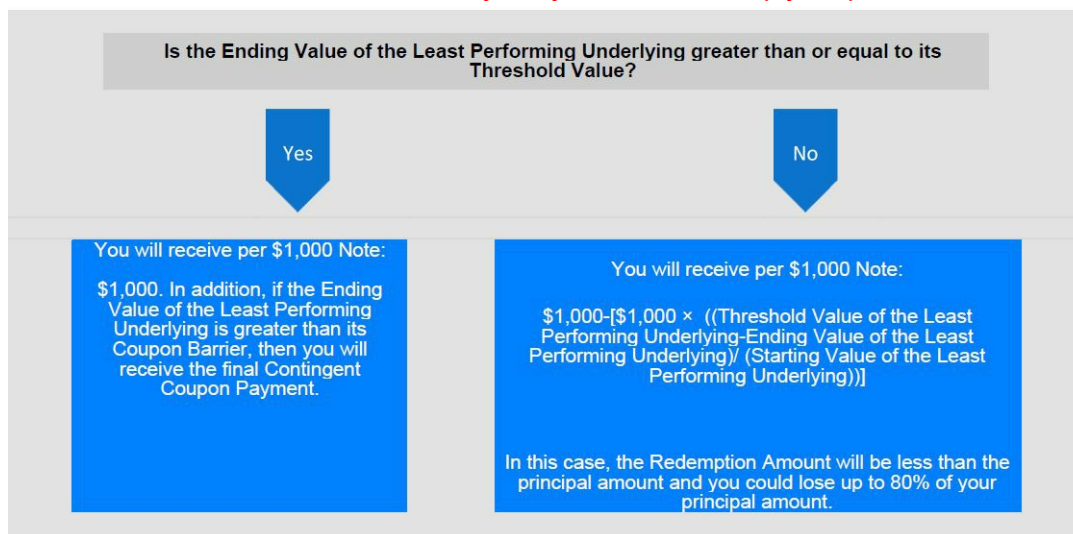 Is the Ending Value of the Least Performing Underlying greater than or equal to its
Threshold Value?
Yes
No
You will receive per $1,000 Note:
$1,000. In addition, if the Ending
Value of the Least Performing
Underlying is greater than its
Coupon Barrier, then you will
receive the final Contingent
Coupon Payment.
You will receive per $1,000 Note:
$1,000-[$1,000 × ((Threshold Value of the Least
Performing Underlying-Ending Value of the Least
Performing Underlying)/ (Starting Value of the Least
Performing Underlying))]
In this case, the Redemption Amount will be less than the
principal amount and you could lose up to 80% of your
principal amount.